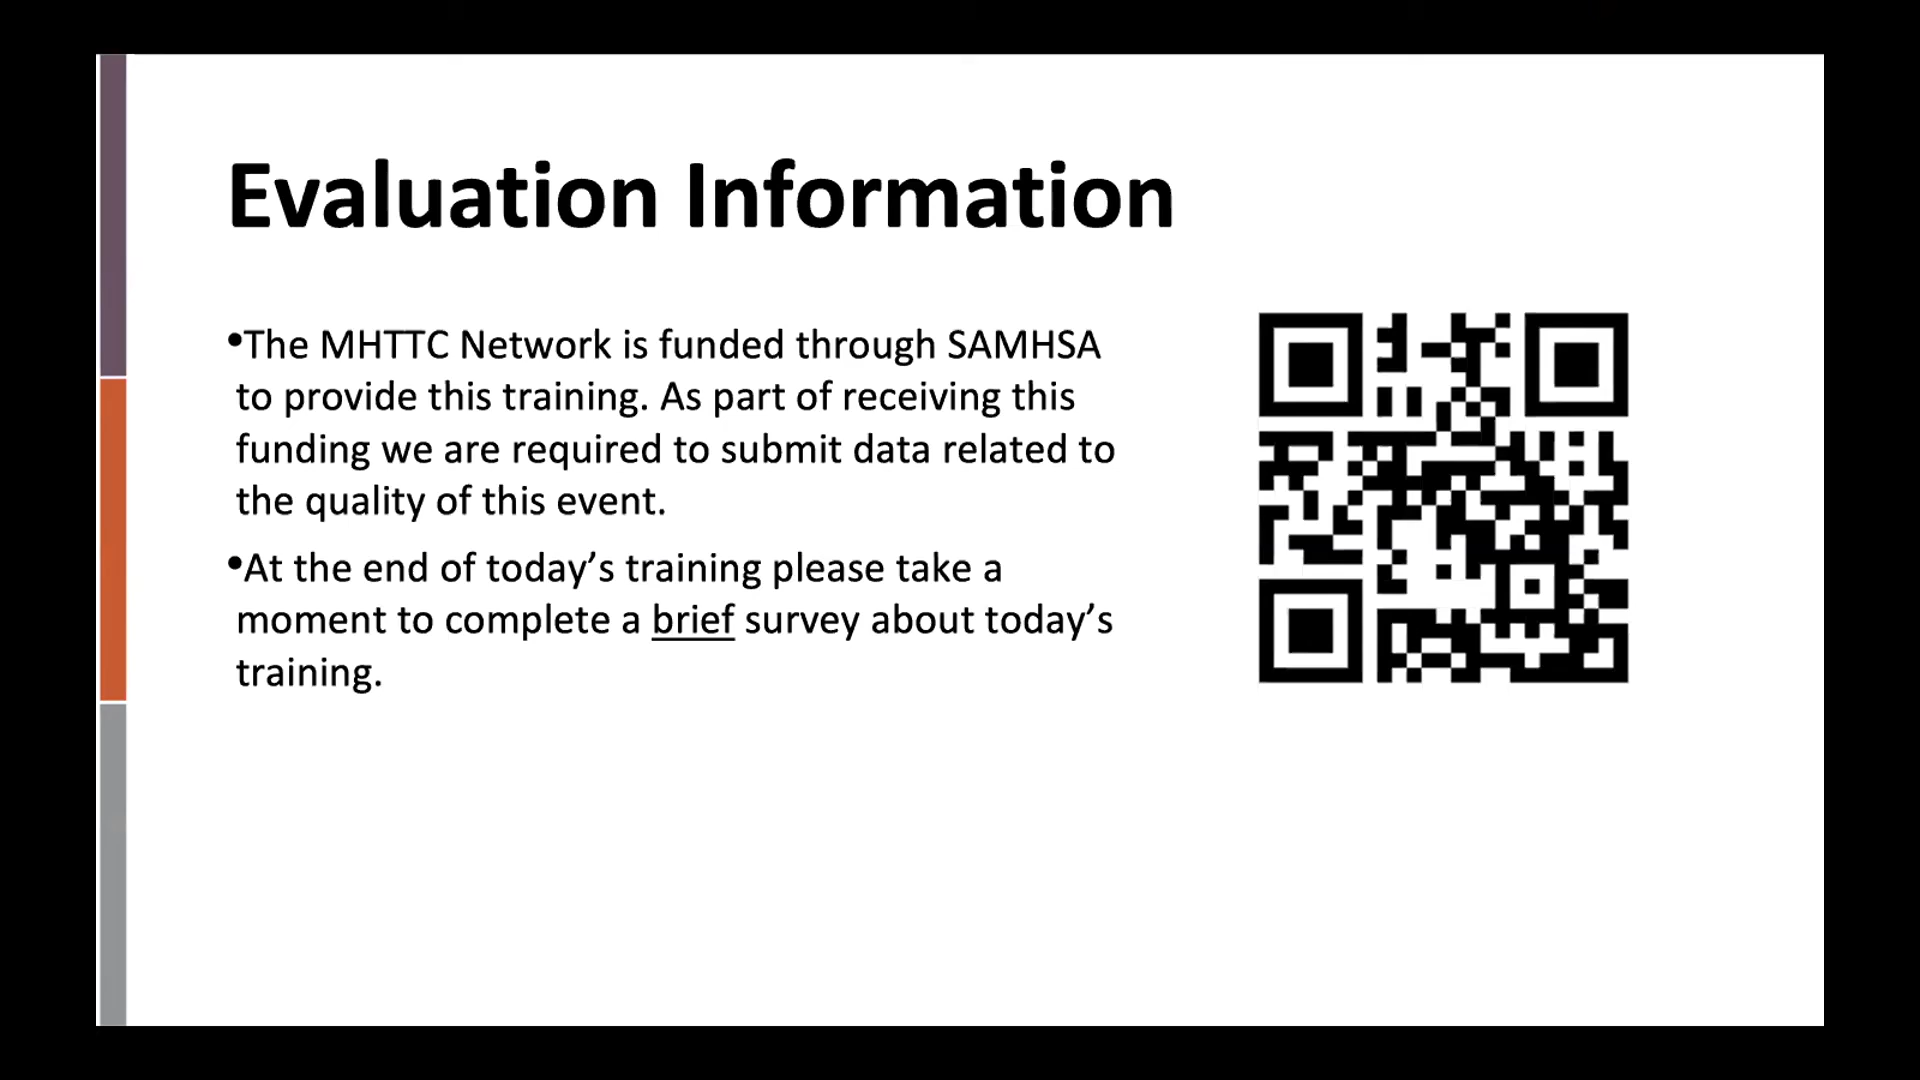 Evaluation Information
•The MHTTC Network is funded through SAMHSA
to provide this training. As part of receiving this
funding we are required to submit data related to
the quality of this event.
•At the end of today’s training please take a
moment to complete a brief survey about today’s
training.